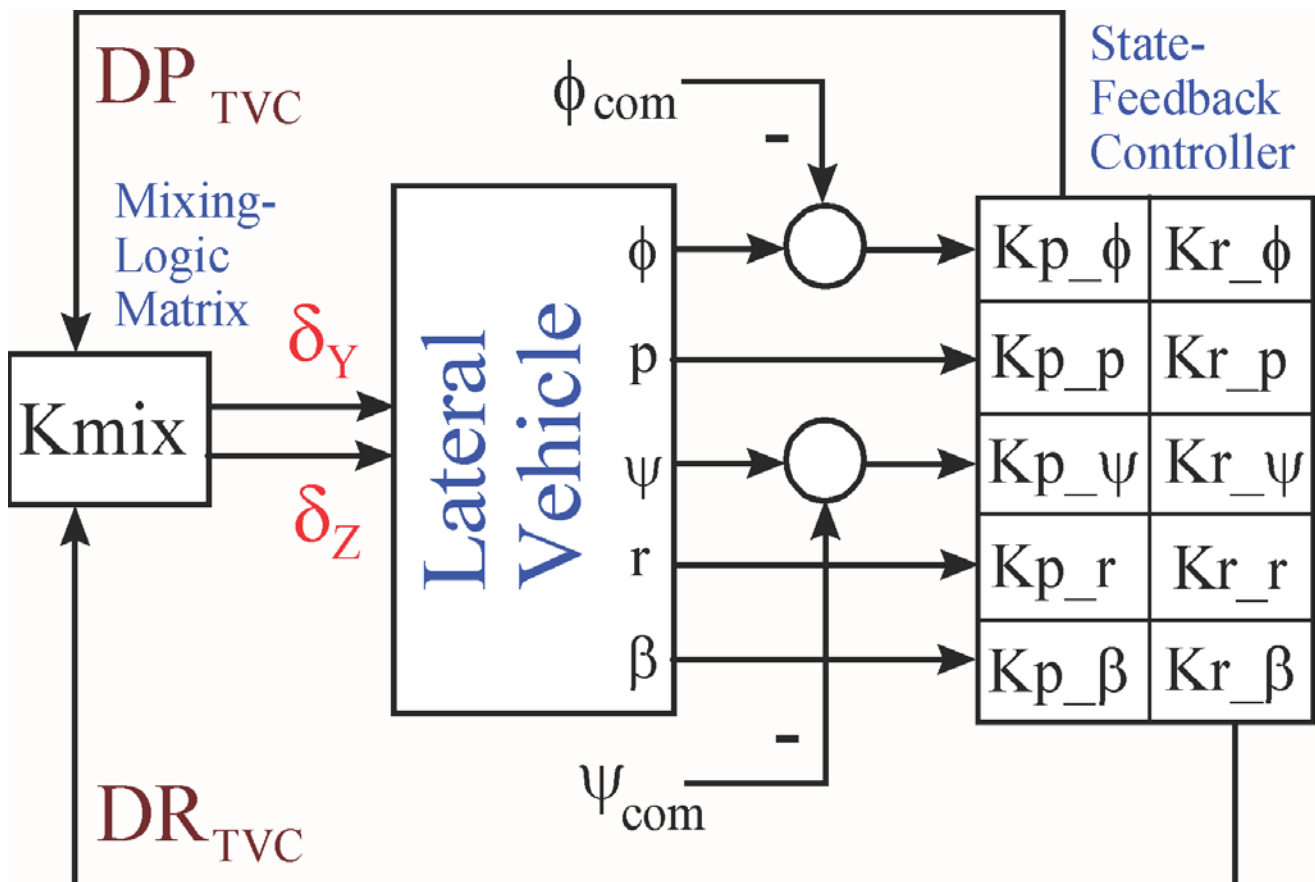 DP TVC
State-
Feedback
Controller
ϕcom
-
Mixing-
Logic
Matrix
Kmix
δY
δZ
Lateral
Vehicle
ϕ
p
ψ
r
β
Kp_ϕ Kr_ϕ
Kp_p Kr_p
Kp_ψ Kr_ψ
Kp_r Kr_r
Kp_β Kr_β
-
ψcom
DR TVC